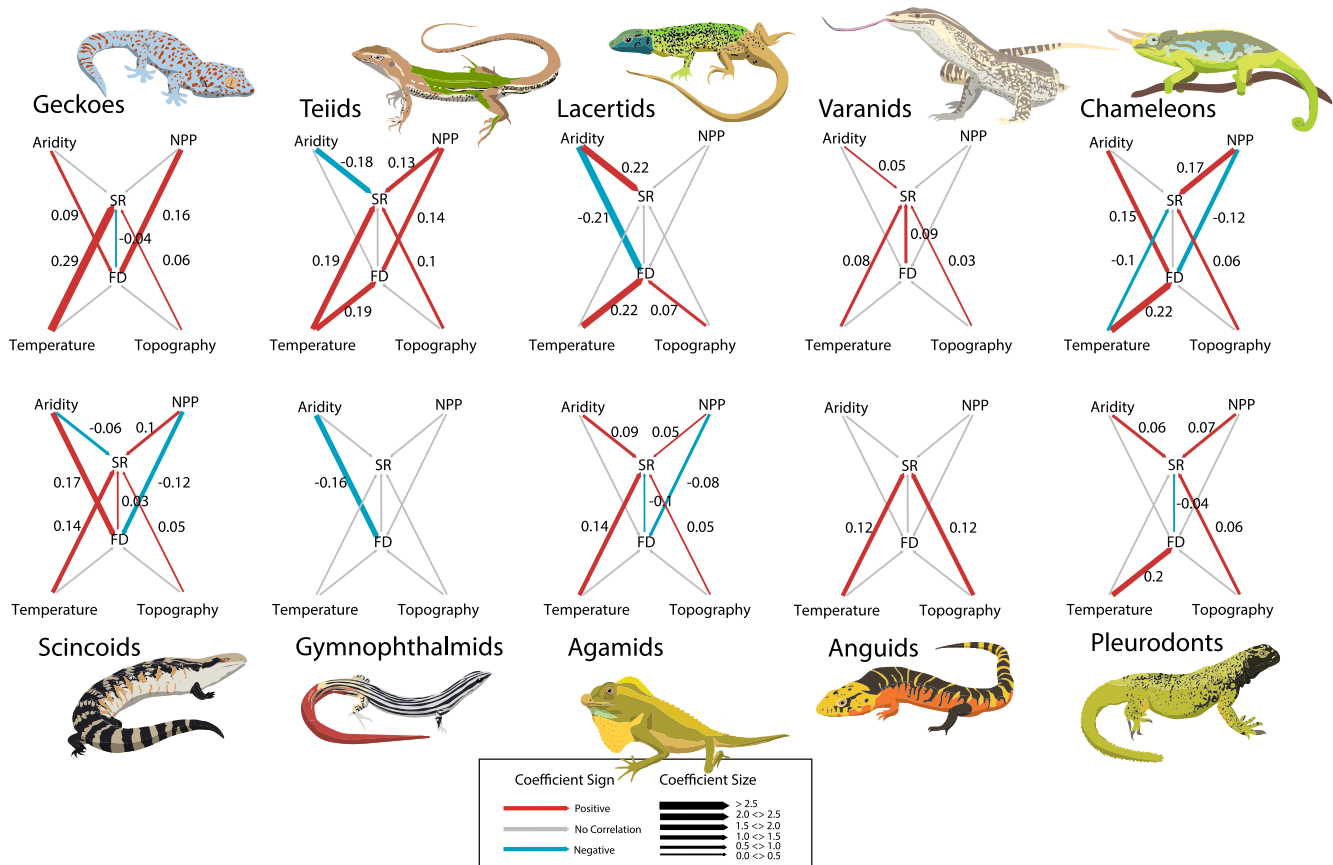 Geckoes
Teiids
Lacertids
Varanids
Chameleons
Aridity
NPP
SR
0.09
0.16
-0.04
0.29
0.06
FD
Temperature
Topography
Aridity
NPP
-0.18
0.13
SR
0.14
0.19
0.1
FD
0.19
Temperature
Topography
Aridity
NPP
0.22
SR
-0.21
FD
0.22
0.07
Temperature
Topography
Aridity
NPP
0.05
SR
0.09
0.08
0.03
FD
Temperature
Topography
Aridity
NPP
0.17
SR
0.15
-0.12
-0.1
0.06
FD
0.22
Temperature
Topography
Aridity
NPP
-0.06
0.1
SR
0.17
-0.12
0.03
0.14
0.05
FD
Temperature
Topography
Aridity
NPP
SR
-0.16
FD
Temperature
Topography
Aridity
NPP
0.09
0.05
SR
-0.08
-0.1
0.14
0.05
FD
Temperature
Topography
Aridity
NPP
SR
0.12
0.12
FD
Temperature
Topography
Aridity
NPP
0.06
0.07
SR
-0.04
0.06
FD
0.2
Temperature
Topography
Scincoids
Gymnophthalmids
Agamids
Anguids
Pleurodonts
Coefficient Sign
Positive
No Correlation
Negative
Coefficient Size
> 2.5
2.0 <> 2.5
1.5 <> 2.0
1.0 <> 1.5
0.5 <> 1.0
0.0 <> 0.5